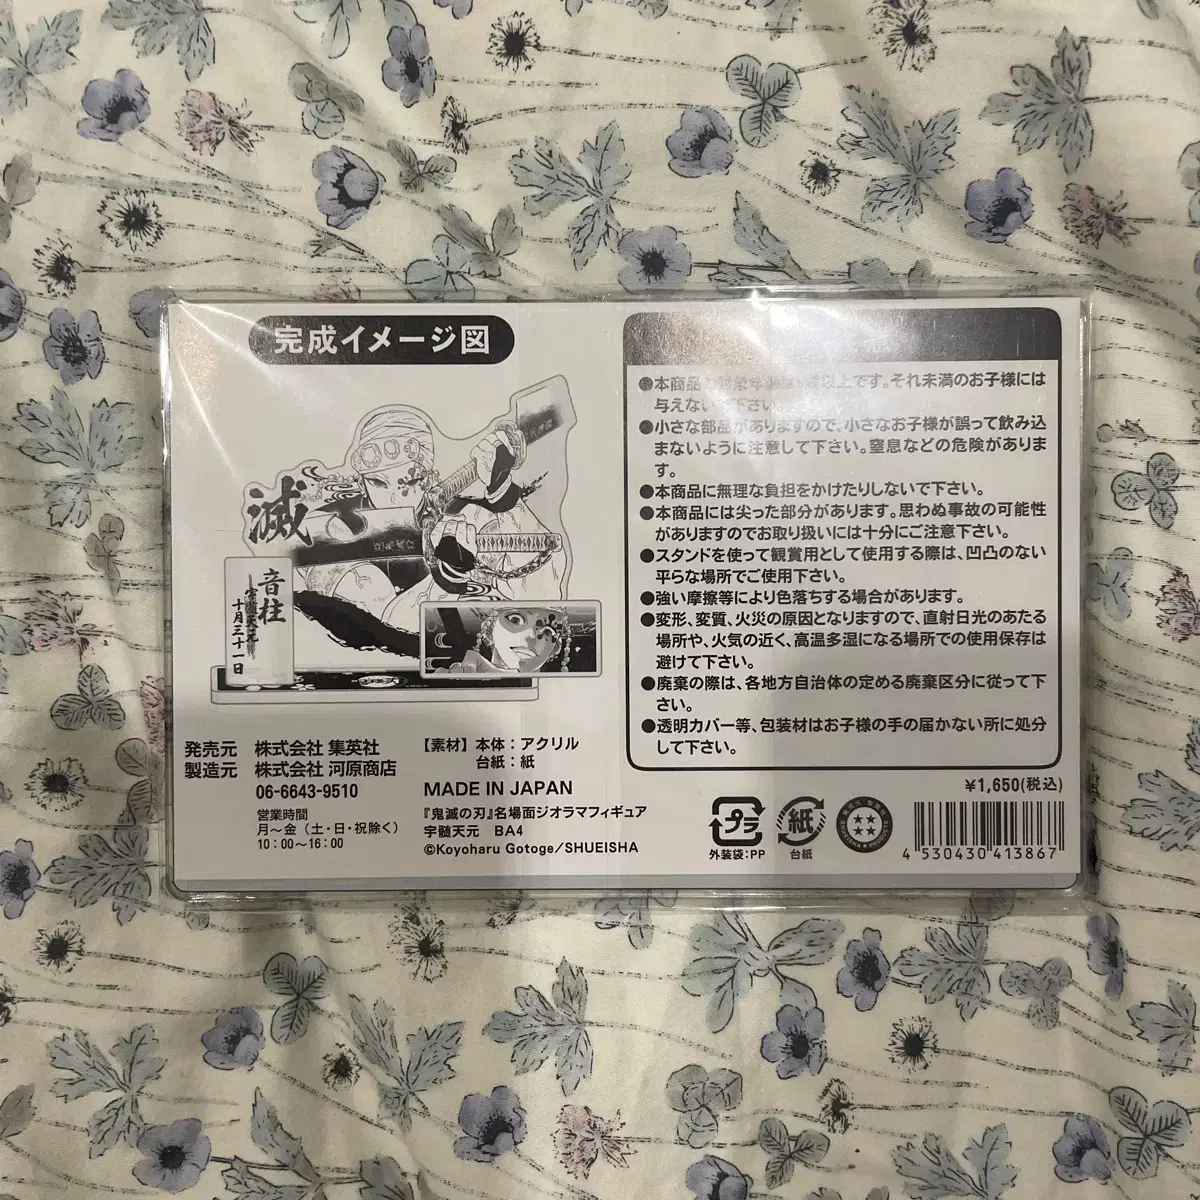 完成イメージ図
滅
音柱
宇髄天元
十月三十一日
発売元 株式会社 集英社
製造元 株式会社 河原商店
06-6643-9510
営業時間
月〜金（土・日・祝除く）
10：00〜16：00
【素材】本体：アクリル
台紙：紙
MADE IN JAPAN
『鬼滅の刃』名場面ジオラマフィギュア
宇髄天元 BA4
©Koyoharu Gotoge／SHUEISHA
●本商品の対象年齢は 歳以上です。それ未満のお子様には
与えないで下さい。
●小さな部品がありますので、小さなお子様が誤って飲み込
まないように注意して下さい。窒息などの危険がありま
す。
●本商品に無理な負担をかけたりしないで下さい。
●本商品には尖った部分があります。思わぬ事故の可能性
がありますのでお取り扱いには十分にご注意下さい。
●スタンドを使って観賞用として使用する際は、凹凸のない
平らな場所でご使用下さい。
●強い摩擦等により色落ちする場合があります。
●変形、変質、火災の原因となりますので、直射日光のあたる
場所や、火気の近く、高温多湿になる場所での使用保存は
避けて下さい。
●廃棄の際は、各地方自治体の定める廃棄区分に従って下
さい。
●透明カバー等、包装材はお子様の手の届かない所に処分
して下さい。
¥1,650(税込)
プラ
外装袋：PP
紙
台紙
4 530430 413867